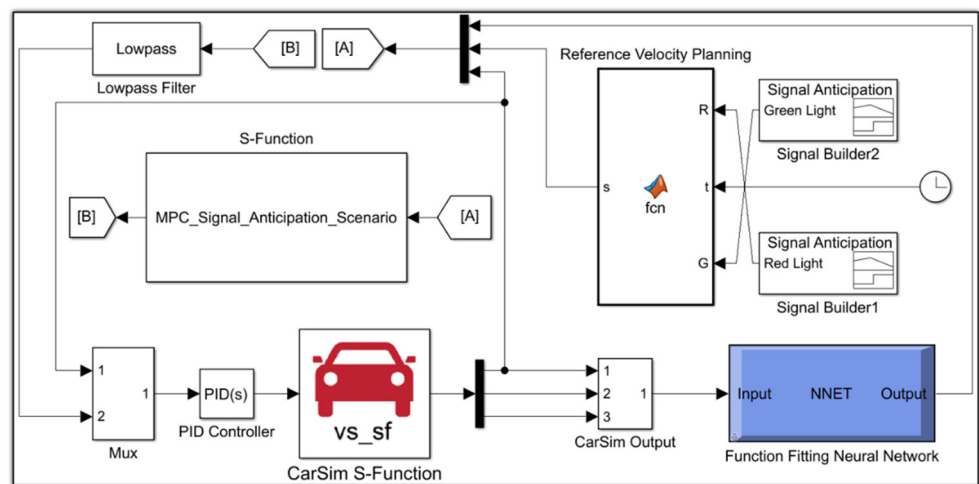 Lowpass
Lowpass Filter
[B]
[A]
Reference Velocity Planning
R
t
G
s
fcn
Signal Anticipation
Green Light
Signal Builder2
Signal Anticipation
Red Light
Signal Builder1
S-Function
[B]
MPC_Signal_Anticipation_Scenario
[A]
1
2
1
Mux
PID(s)
PID Controller
vs_sf
CarSim S-Function
1
2
3
1
CarSim Output
Input
NNET
Output
Function Fitting Neural Network